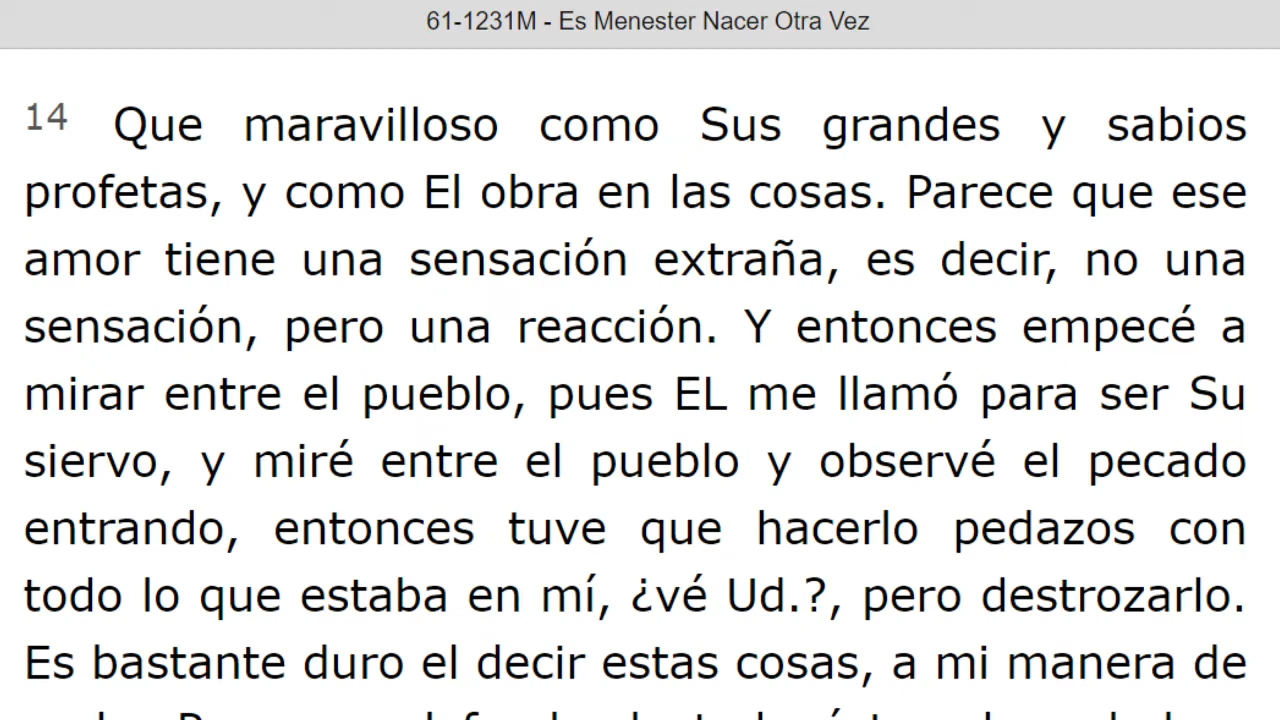 61-1231M - Es Menester Nacer Otra Vez
14 Que maravilloso como Sus grandes y sabios
profetas, y como El obra en las cosas. Parece que ese
amor tiene una sensación extraña, es decir, no una
sensación, pero una reacción. Y entonces empecé a
mirar entre el pueblo, pues EL me llamó para ser Su
siervo, y miré entre el pueblo y observé el pecado
entrando, entonces tuve que hacerlo pedazos con
todo lo que estaba en mí, ¿vé Ud.?, pero destrozarlo.
Es bastante duro el decir estas cosas, a mi manera de